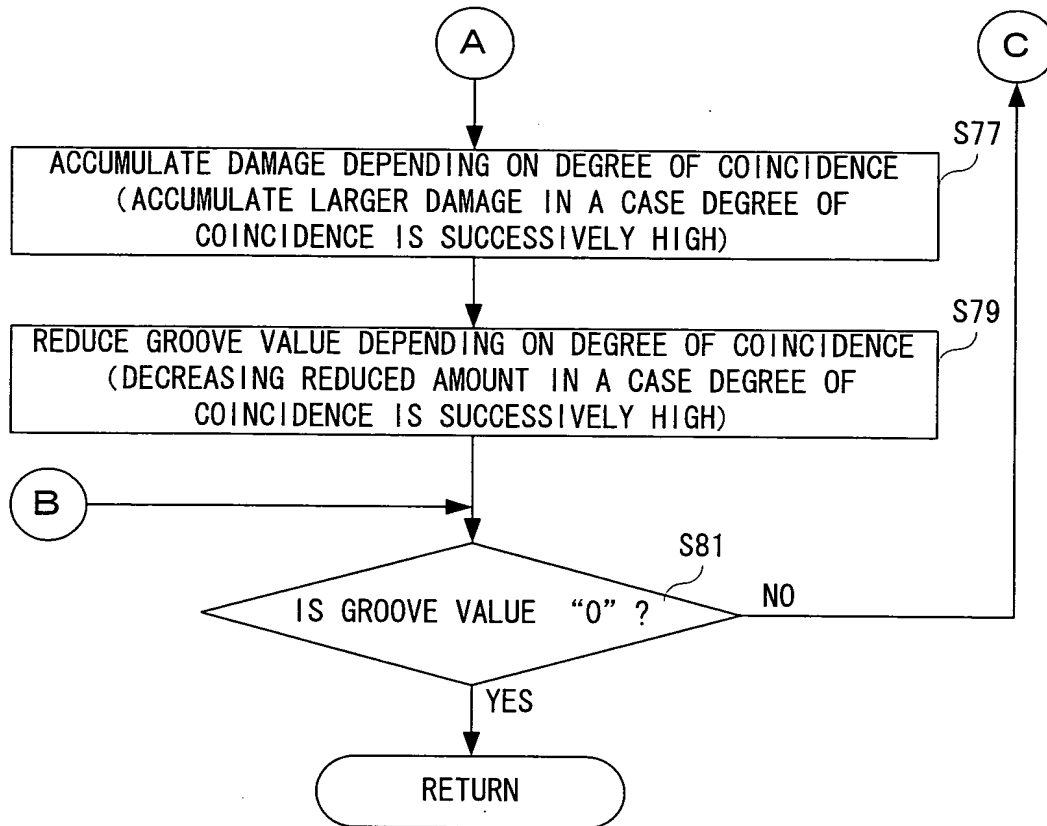 A
C
S77
ACCUMULATE DAMAGE DEPENDING ON DEGREE OF COINCIDENCE
(ACCUMULATE LARGER DAMAGE IN A CASE DEGREE OF
COINCIDENCE IS SUCCESSIVELY HIGH)
S79
REDUCE GROOVE VALUE DEPENDING ON DEGREE OF COINCIDENCE
(DECREASING REDUCED AMOUNT IN A CASE DEGREE OF
COINCIDENCE IS SUCCESSIVELY HIGH)
B
S81
IS GROOVE VALUE “0” ?
NO
YES
RETURN